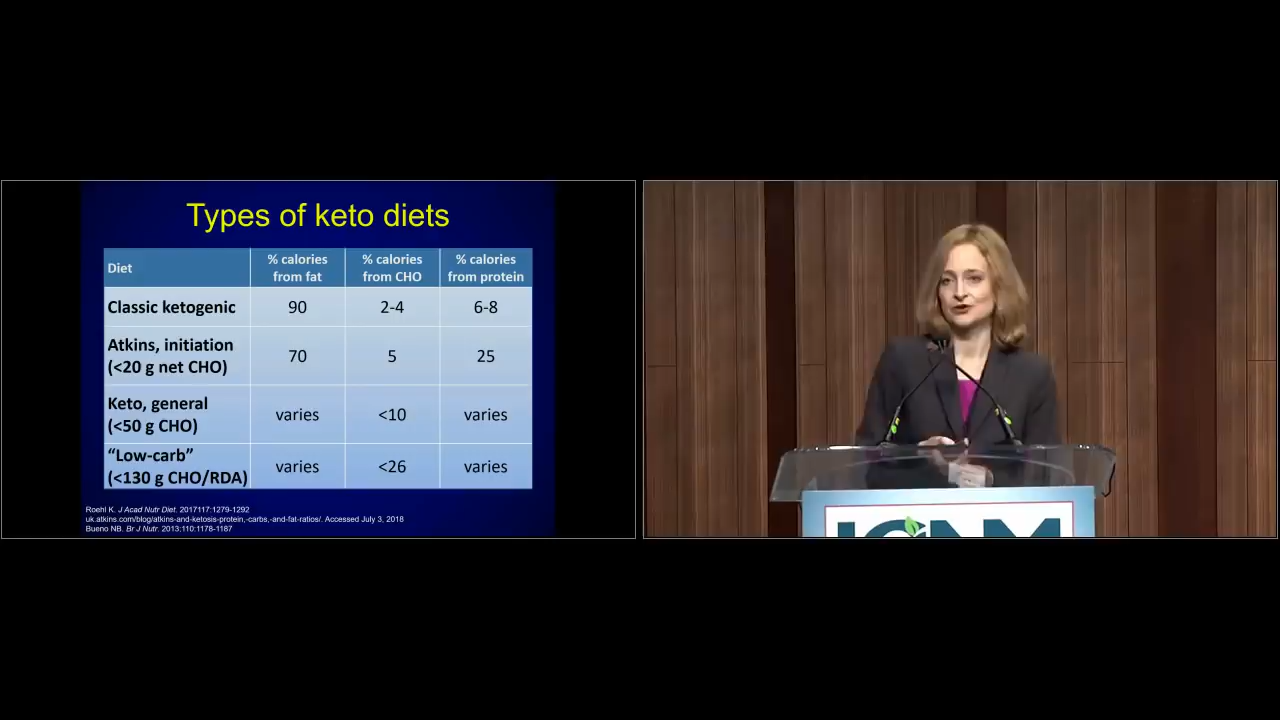 Types of keto diets
Diet
% calories
from fat
% calories
from CHO
% calories
from protein
Classic ketogenic
90
2-4
6-8
Atkins, initiation
(<20 g net CHO)
70
5
25
Keto, general
(<50 g CHO)
varies
<10
varies
“Low-carb”
(<130 g CHO/RDA)
varies
<26
varies
Roehl K. J Acad Nutr Diet. 2017117:1279-1292
uk.atkins.com/blog/atkins-and-ketosis-protein,-carbs,-and-fat-ratios/. Accessed July 3, 2018
Bueno NB. Br J Nutr. 2013;110:1178-1187
ICNM